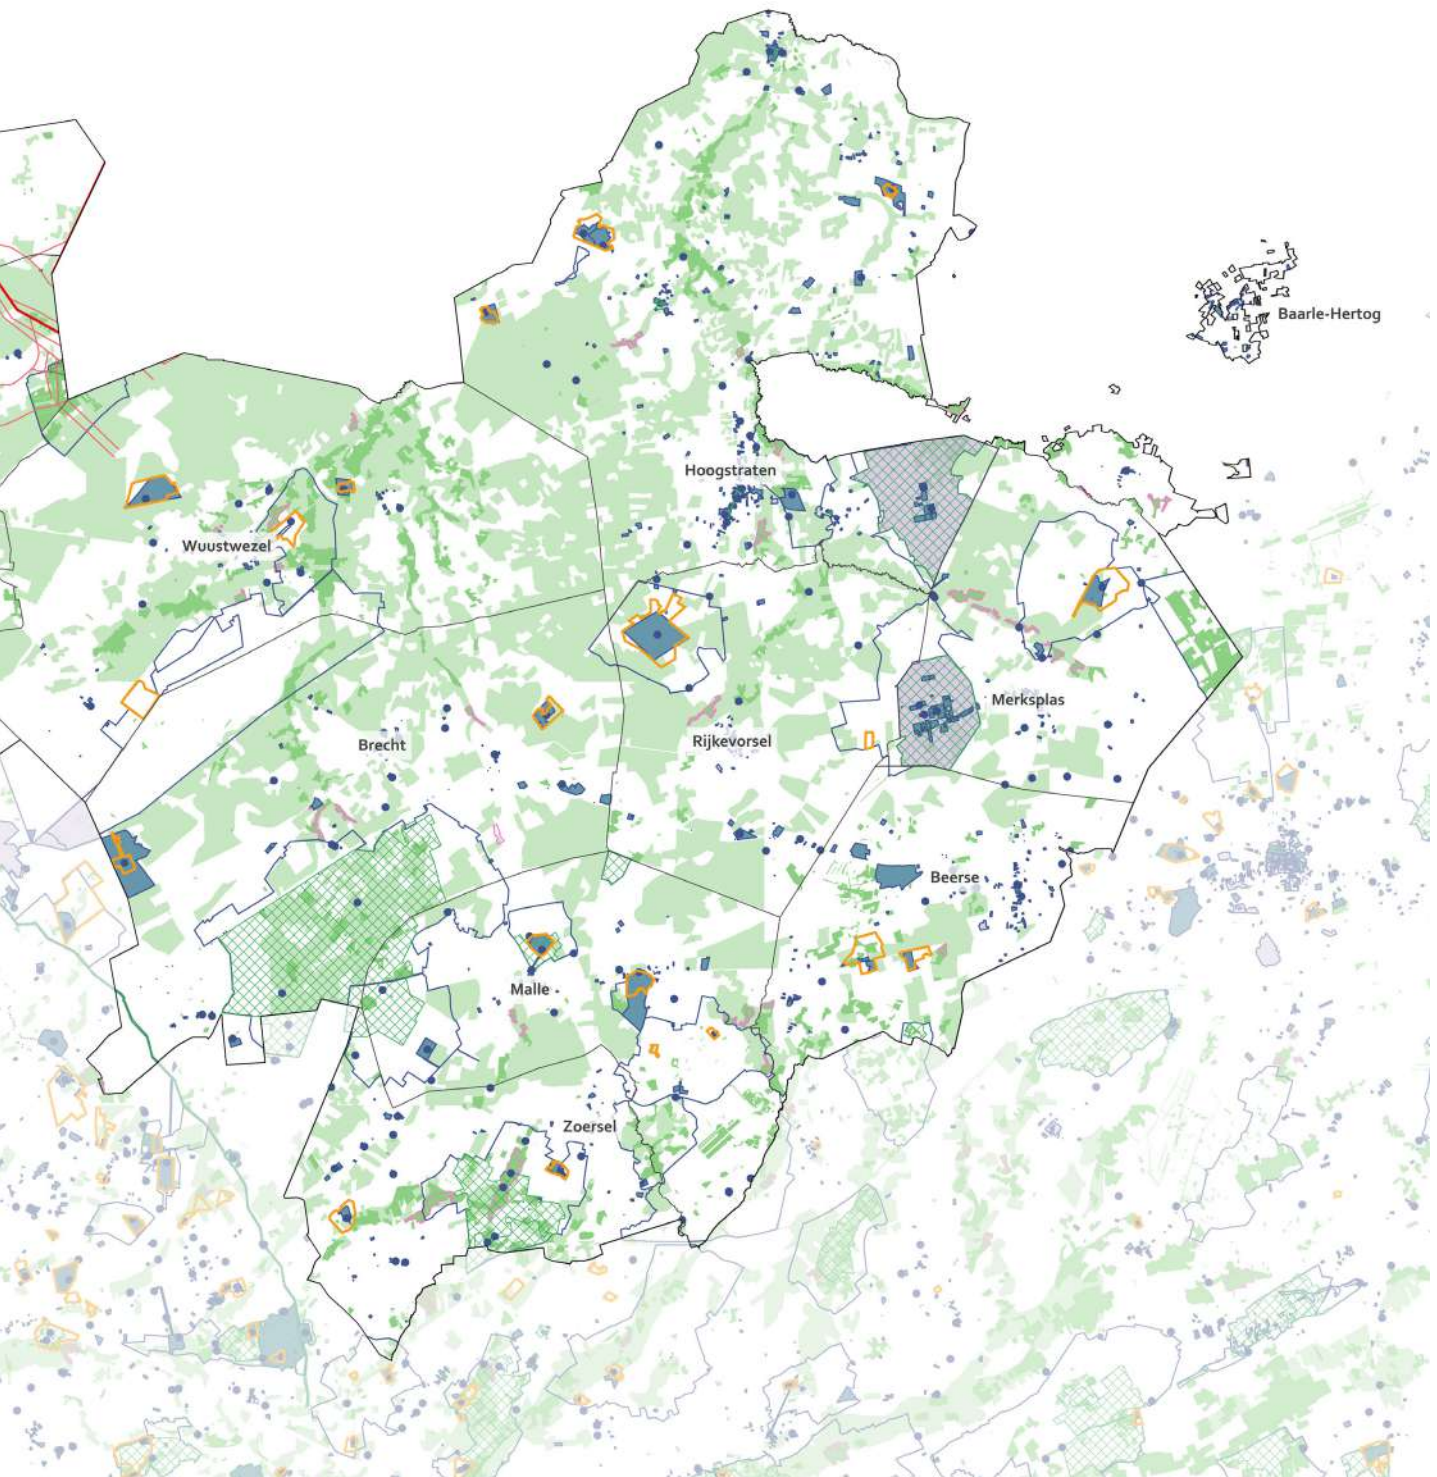 Baarle-Hertog
Hoogstraten
Wuustwezel
Merksplas
Brecht
Rijkevorsel
Beerse
Malle
Zoersel